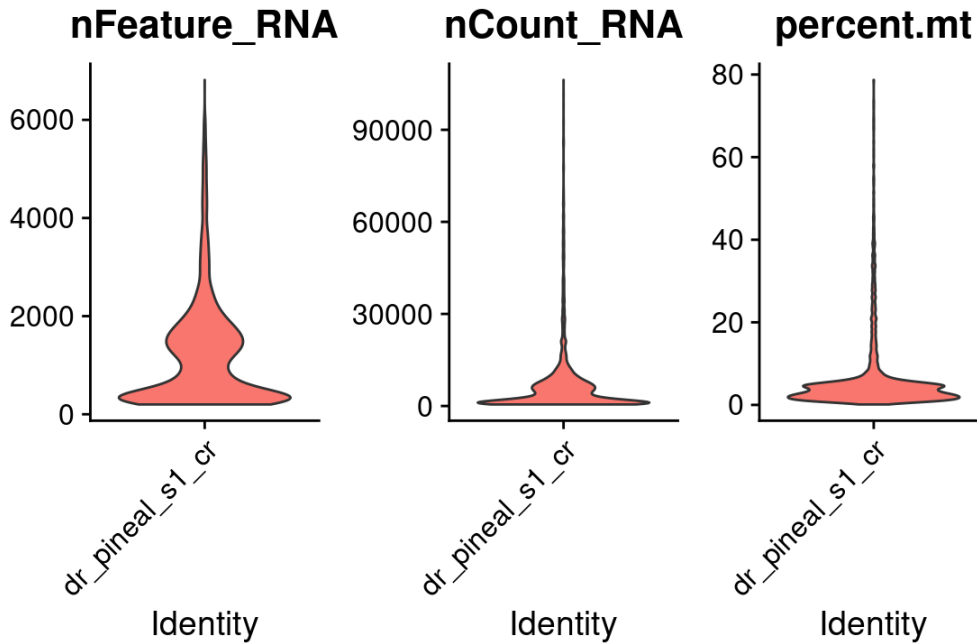 nFeature_RNA
6000
4000
2000
0
dr_pineal_s1_cr
Identity
nCount_RNA
90000
60000
30000
0
dr_pineal_s1_cr
Identity
percent.mt
80
60
40
20
0
dr_pineal_s1_cr
Identity